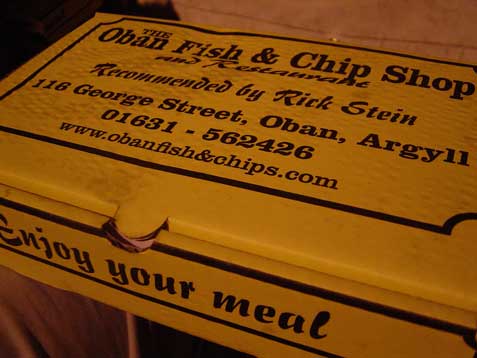 THE
Oban Fish & Chip Shop
and Restaurant
Recommended by Rick Stein
116 George Street, Oban, Argyll
01631 - 562426
www.obanfish&chips.com
Enjoy your meal